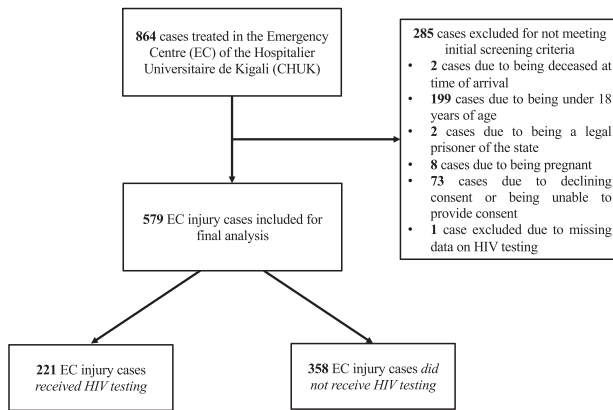 864 cases treated in the Emergency
Centre (EC) of the Hospitalier
Universitaire de Kigali (CHUK)
285 cases excluded for not meeting
initial screening criteria
• 2 cases due to being deceased at
time of arrival
• 199 cases due to being under 18
years of age
• 2 cases due to being a legal
prisoner of the state
• 8 cases due to being pregnant
• 73 cases due to declining
consent or being unable to
provide consent
• 1 case excluded due to missing
data on HIV testing
579 EC injury cases included for
final analysis
221 EC injury cases
received HIV testing
358 EC injury cases did
not receive HIV testing